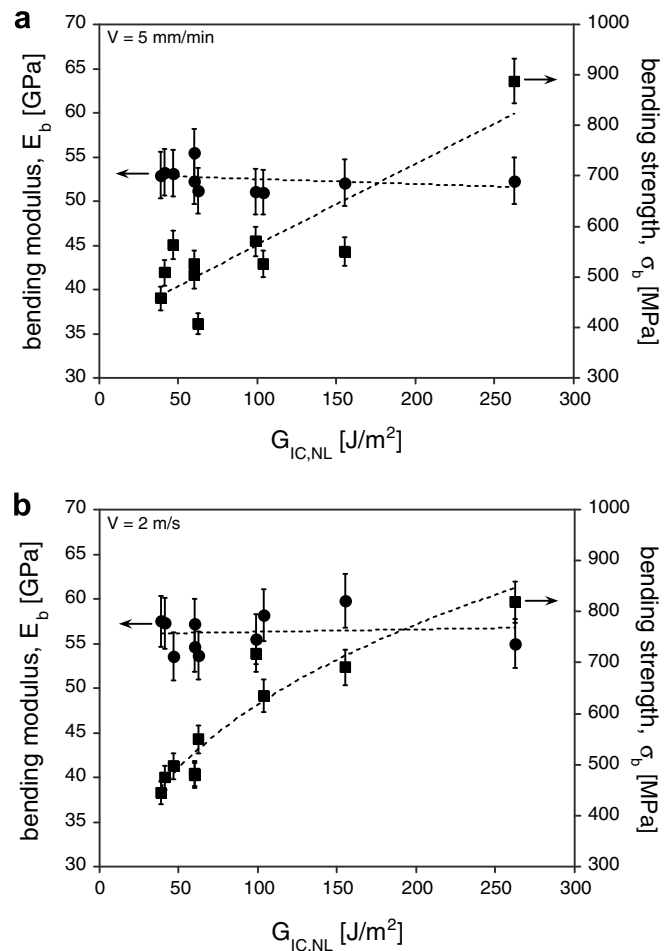 a
V = 5 mm/min
70
65
60
55
50
45
40
35
30
bending modulus, E_b [GPa]
1000
900
800
700
600
500
400
300
bending strength, σ_b [MPa]
0 50 100 150 200 250 300
G_IC,NL [J/m²]
b
V = 2 m/s
70
65
60
55
50
45
40
35
30
bending modulus, E_b [GPa]
1000
900
800
700
600
500
400
300
bending strength, σ_b [MPa]
0 50 100 150 200 250 300
G_IC,NL [J/m²]